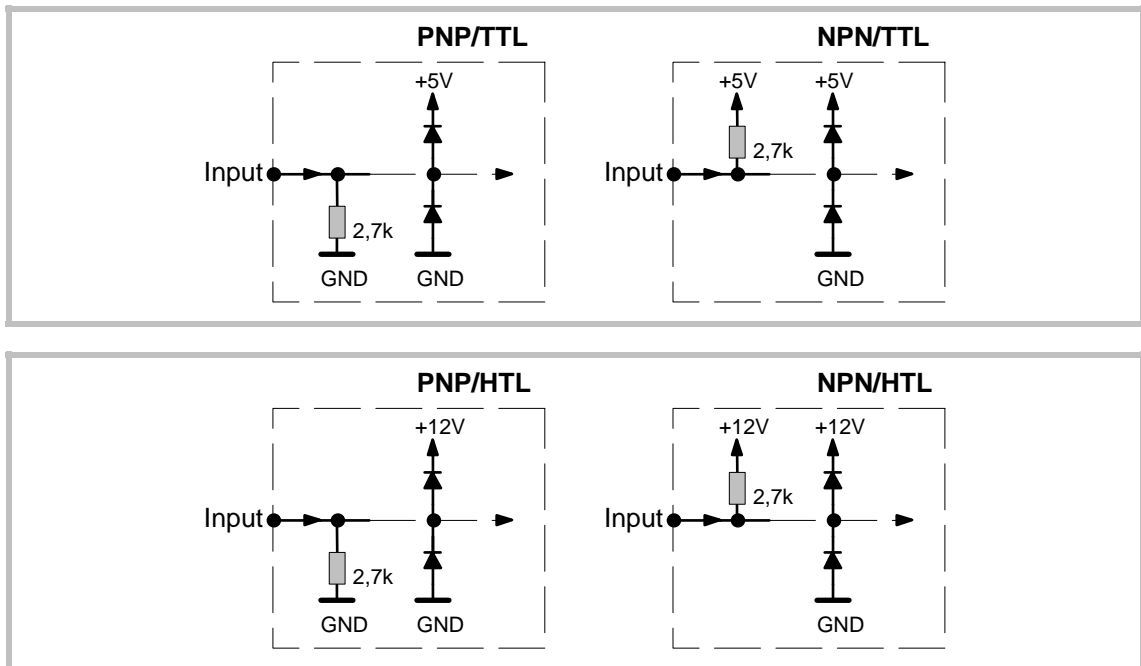 PNP/TTL NPN/TTL
+5V +5V +5V
2,7k
Input Input
2,7k
GND GND GND
PNP/HTL NPN/HTL
+12V +12V +12V
2,7k
Input Input
2,7k
GND GND GND